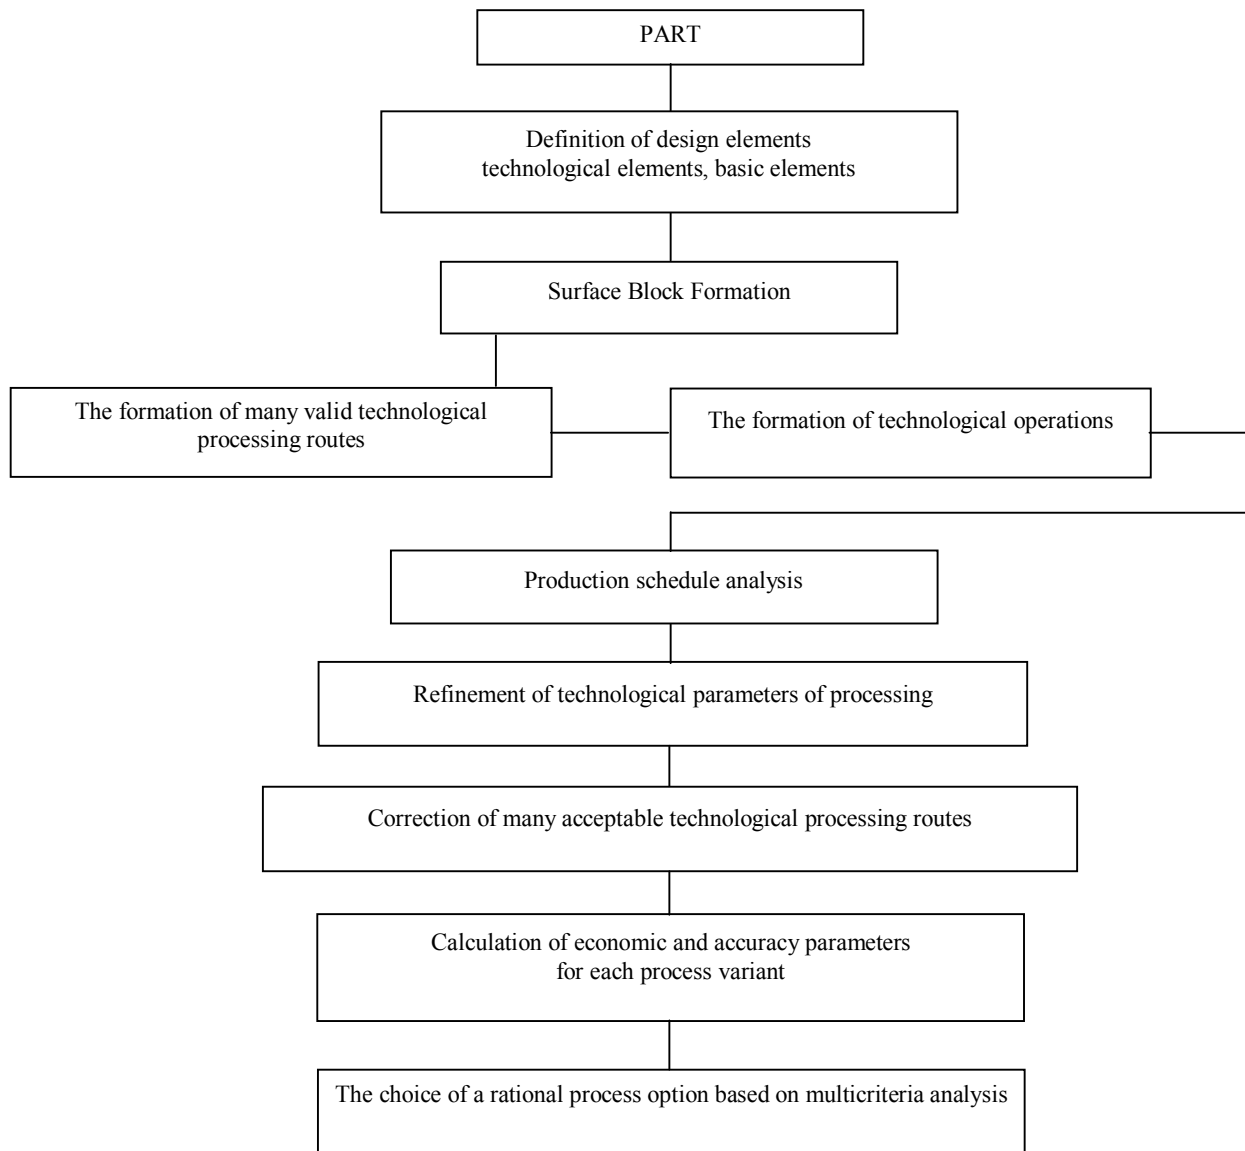 PART
Definition of design elements
technological elements, basic elements
Surface Block Formation
The formation of many valid technological
processing routes
The formation of technological operations
Production schedule analysis
Refinement of technological parameters of processing
Correction of many acceptable technological processing routes
Calculation of economic and accuracy parameters
for each process variant
The choice of a rational process option based on multicriteria analysis